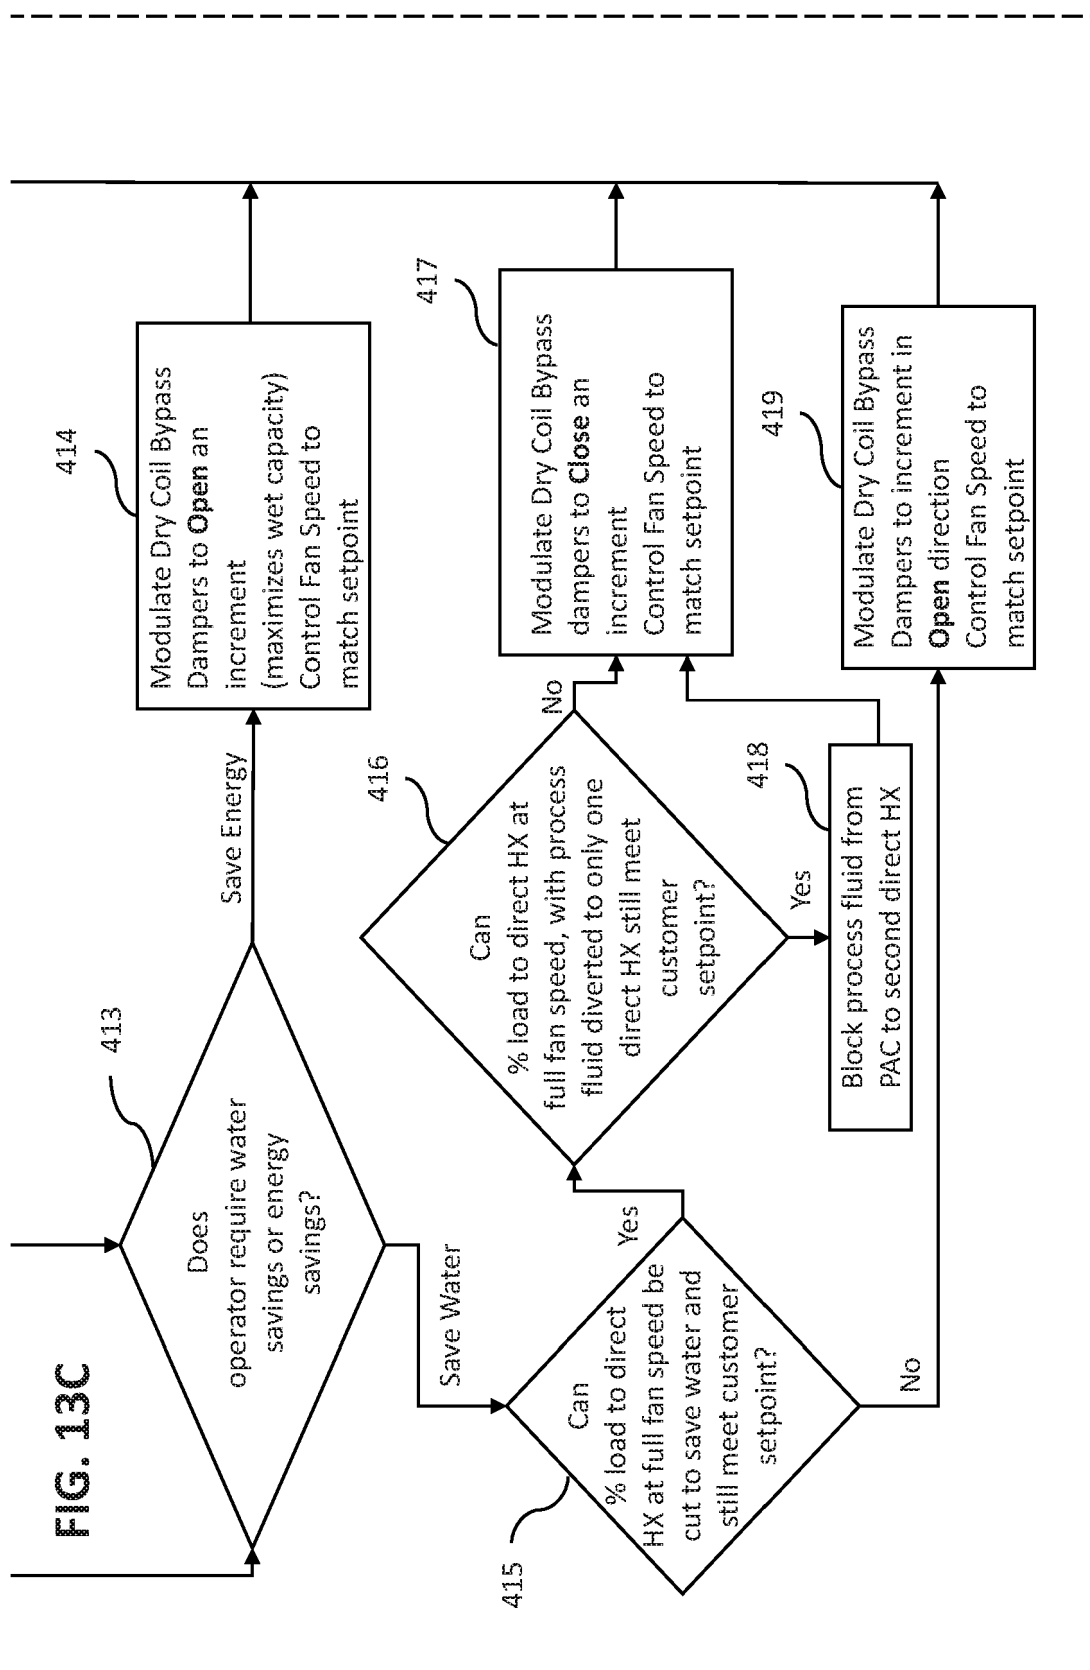 FIG. 13C
413
Does
operator require water
savings or energy
savings?
Save Energy
414
Modulate Dry Coil Bypass
Dampers to Open an
increment
(maximizes wet capacity)
Control Fan Speed to
match setpoint
Save Water
415
Can
% load to direct
HX at full fan speed be
cut to save water and
still meet customer
setpoint?
Yes
416
Can
% load to direct HX at
full fan speed, with process
fluid diverted to only one
direct HX still meet
customer
setpoint?
No
417
Modulate Dry Coil Bypass
dampers to Close an
increment
Control Fan Speed to
match setpoint
Yes
418
Block process fluid from
PAC to second direct HX
No
419
Modulate Dry Coil Bypass
Dampers to increment in
Open direction
Control Fan Speed to
match setpoint